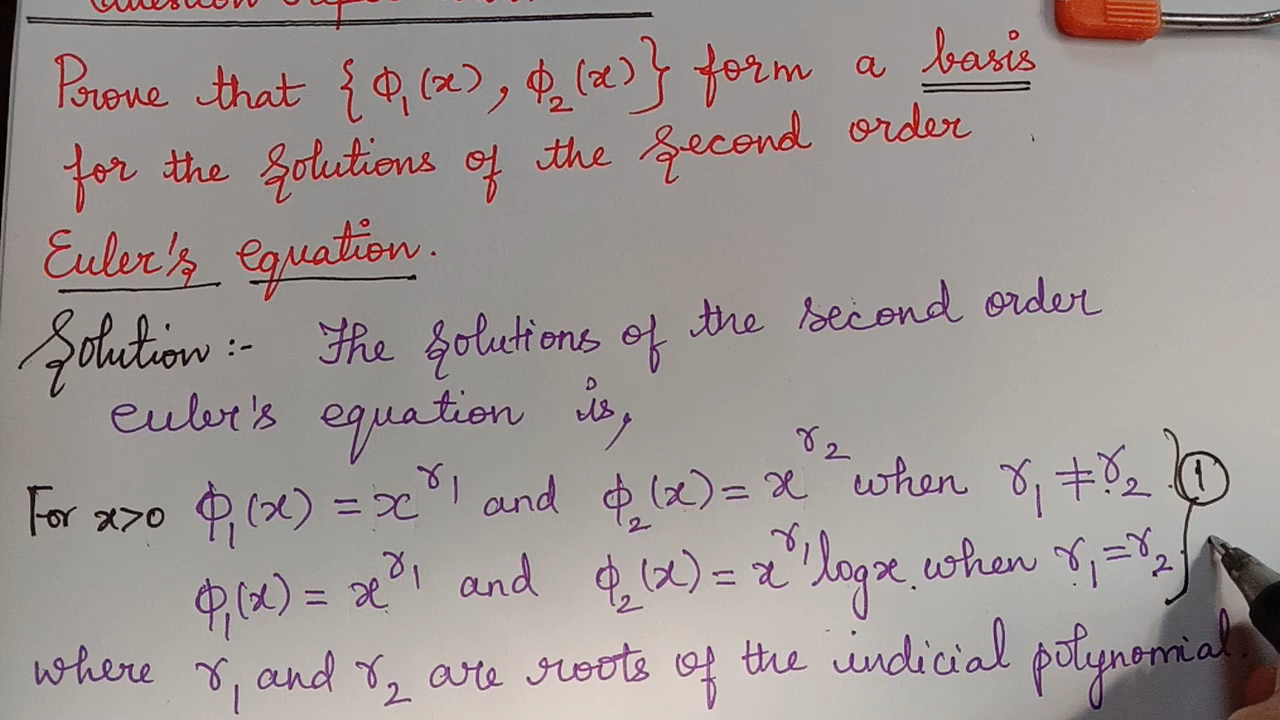 Prove that {ϕ₁(x), ϕ₂(x)} form a basis
for the solutions of the second order
Euler's equation.
Solution :- The solutions of the second order
euler's equation is,
For x>0 ϕ₁(x) = x^r₁ and ϕ₂(x) = x^r₂ when r₁ ≠ r₂ } ①
ϕ₁(x) = x^r₁ and ϕ₂(x) = x^r₁ log x. when r₁ = r₂
where r₁ and r₂ are roots of the indicial polynomial.